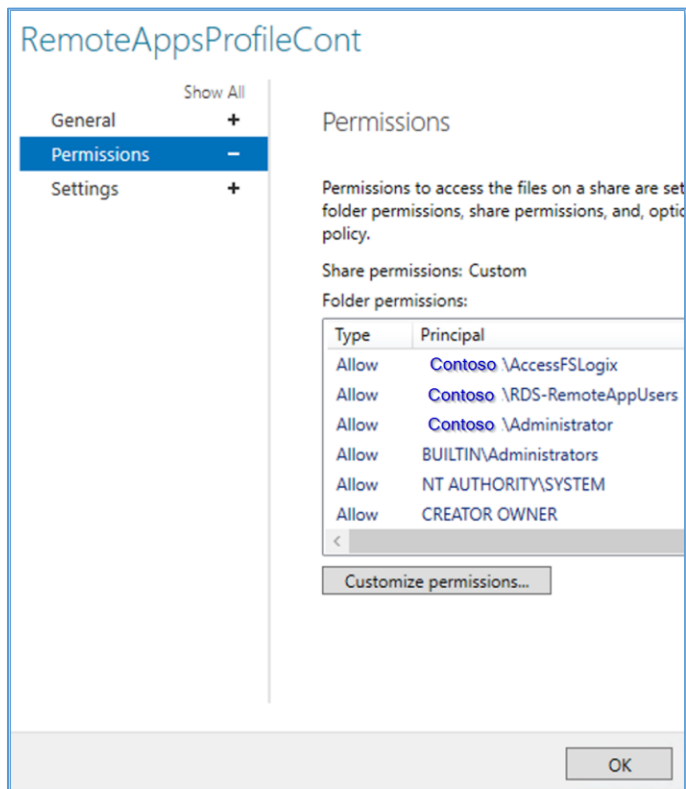 RemoteAppsProfileCont
Show All
General +
Permissions –
Settings +
Permissions
Permissions to access the files on a share are set
folder permissions, share permissions, and, optio
policy.
Share permissions: Custom
Folder permissions:
Type Principal
Allow Contoso \AccessFSLogix
Allow Contoso \RDS-RemoteAppUsers
Allow Contoso \Administrator
Allow BUILTIN\Administrators
Allow NT AUTHORITY\SYSTEM
Allow CREATOR OWNER
Customize permissions...
OK